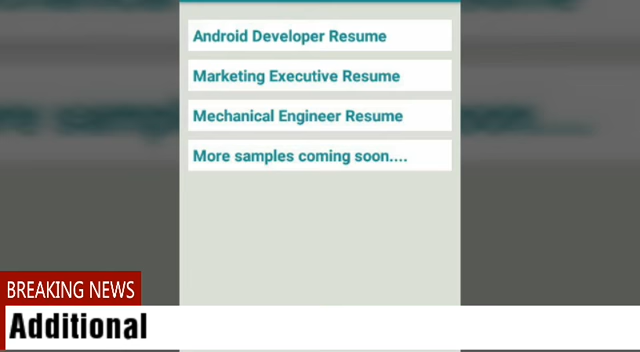 Android Developer Resume
Marketing Executive Resume
Mechanical Engineer Resume
More samples coming soon....
BREAKING NEWS
Additional